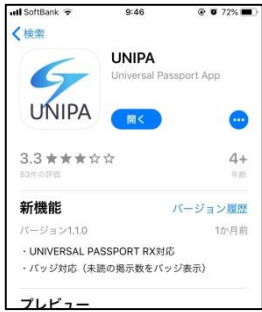 SoftBank 9:46 72%
検索
UNIPA
Universal Passport App
UNIPA
開く
3.3 ★★★☆☆ 4+
83件の評価 年齢
新機能 バージョン履歴
バージョン1.1.0 1か月前
・UNIVERSAL PASSPORT RX対応
・バッジ対応（未読の掲示数をバッジ表示）
プレビュー